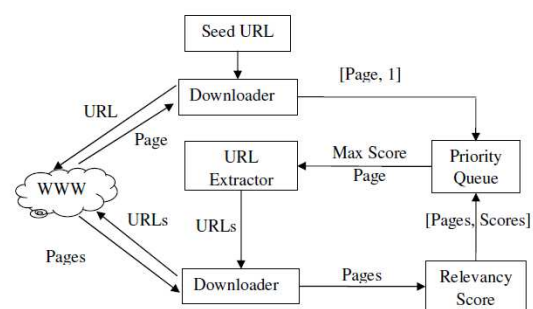 Seed URL
[Page, 1]
URL
Downloader
Page
URL
Extractor
Max Score
Page
Priority
Queue
WWW
URLs
URLs
[Pages, Scores]
Pages
Downloader
Pages
Relevancy
Score